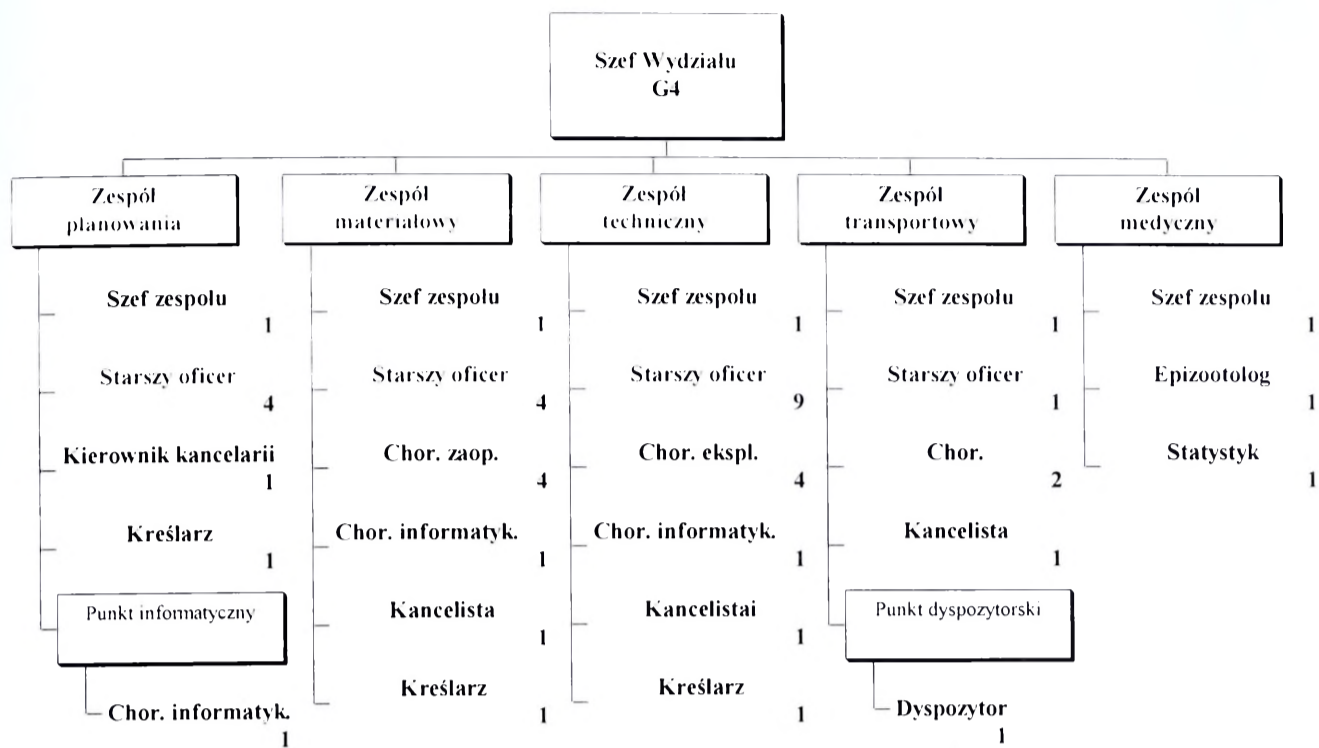 Szef Wydziału
G4
Zespół
planowania
Szef zespołu
1
Starszy oficer
4
Kierownik kancelarii
1
Kreślarz
1
Punkt informatyczny
Chor. informatyk.
1
Zespół
materiałowy
Szef zespołu
1
Starszy oficer
4
Chor. zaop.
4
Chor. informatyk.
1
Kancelista
1
Kreślarz
1
Zespół
techniczny
Szef zespołu
1
Starszy oficer
9
Chor. ekspl.
4
Chor. informatyk.
1
Kancelistai
1
Kreślarz
1
Zespół
transportowy
Szef zespołu
1
Starszy oficer
1
Chor.
2
Kancelista
1
Punkt dyspozytorski
Dyspozytor
1
Zespół
medyczny
Szef zespołu
1
Epizootolog
1
Statystyk
1